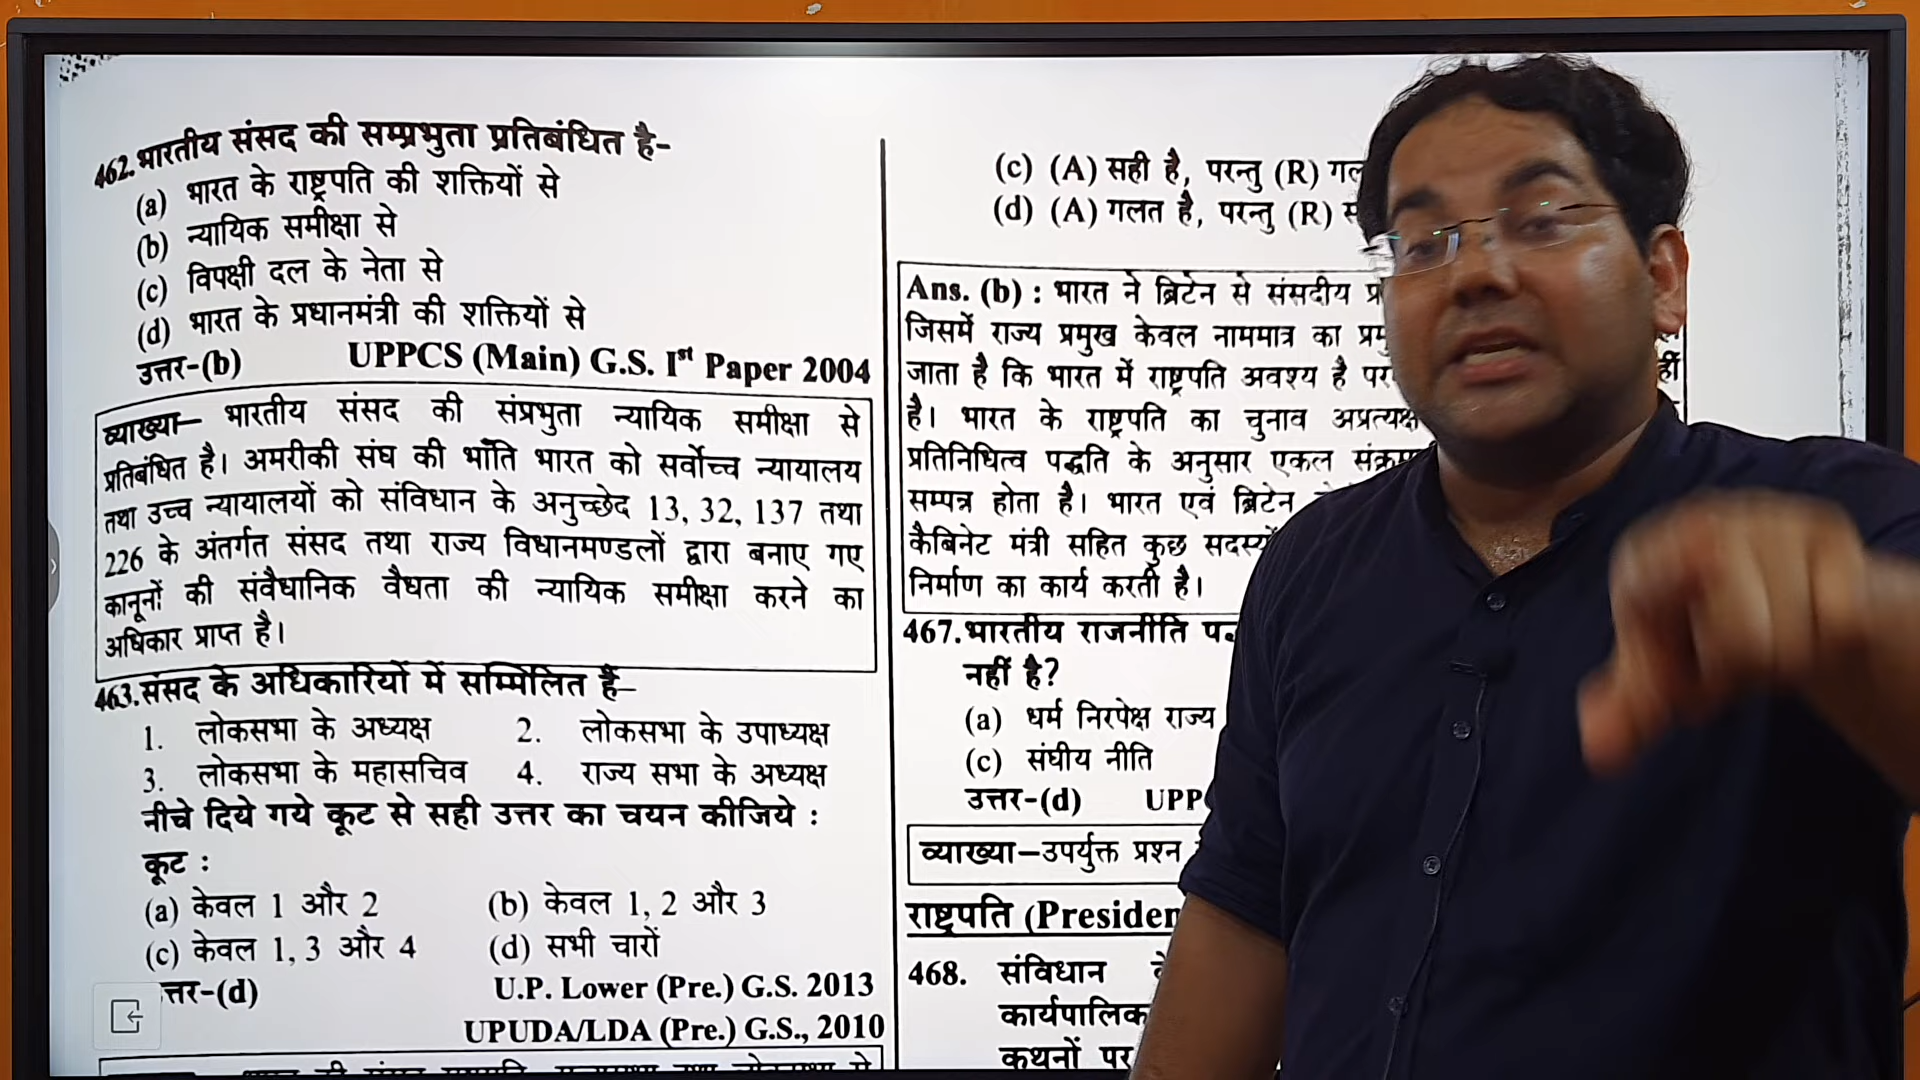 462. भारतीय संसद की सम्प्रभुता प्रतिबंधित है-
(a) भारत के राष्ट्रपति की शक्तियों से
(b) न्यायिक समीक्षा से
(c) विपक्षी दल के नेता से
(d) भारत के प्रधानमंत्री की शक्तियों से
उत्तर-(b) UPPCS (Main) G.S. Ist Paper 2004
व्याख्या– भारतीय संसद की संप्रभुता न्यायिक समीक्षा से
प्रतिबंधित है। अमरीकी संघ की भाँति भारत को सर्वोच्च न्यायालय
तथा उच्च न्यायालयों को संविधान के अनुच्छेद 13, 32, 137 तथा
226 के अंतर्गत संसद तथा राज्य विधानमण्डलों द्वारा बनाए गए
कानूनों की संवैधानिक वैधता की न्यायिक समीक्षा करने का
अधिकार प्राप्त है।
463. संसद के अधिकारियों में सम्मिलित हैं–
1. लोकसभा के अध्यक्ष 2. लोकसभा के उपाध्यक्ष
3. लोकसभा के महासचिव 4. राज्य सभा के अध्यक्ष
नीचे दिये गये कूट से सही उत्तर का चयन कीजिये :
कूट :
(a) केवल 1 और 2 (b) केवल 1, 2 और 3
(c) केवल 1, 3 और 4 (d) सभी चारों
त्तर-(d) U.P. Lower (Pre.) G.S. 2013
UPUDA/LDA (Pre.) G.S., 2010
(c) (A) सही है, परन्तु (R)
(d) (A) गलत है, परन्तु (R)
Ans. (b) : भारत ने ब्रिटेन से संसदीय
जिसमें राज्य प्रमुख केवल नाममात्र का
जाता है कि भारत में राष्ट्रपति अवश्य है
है। भारत के राष्ट्रपति का चुनाव
प्रतिनिधित्व पद्धति के अनुसार एकल
सम्पन्न होता है। भारत एवं ब्रिटेन
कैबिनेट मंत्री सहित कुछ
निर्माण का कार्य करती है।
467. भारतीय राजनीति
नहीं है?
(a) धर्म निरपेक्ष राज्य
(c) संघीय नीति
उत्तर-(d)
व्याख्या–उपर्युक्त प्रश्न
राष्ट्रपति
468. संविधान
कथनों पर